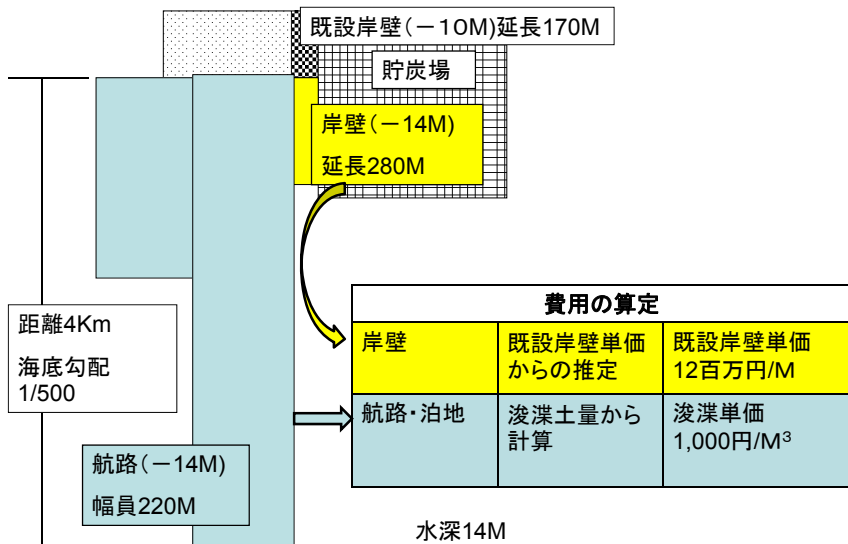 既設岸壁(-10M)延長170M
貯炭場
岸壁(-14M)
延長280M
費用の算定
岸壁
既設岸壁単価
からの推定
既設岸壁単価
12百万円/M
航路・泊地
浚渫土量から
計算
浚渫単価
1,000円/M³
距離4Km
海底勾配
1/500
航路(-14M)
幅員220M
水深14M